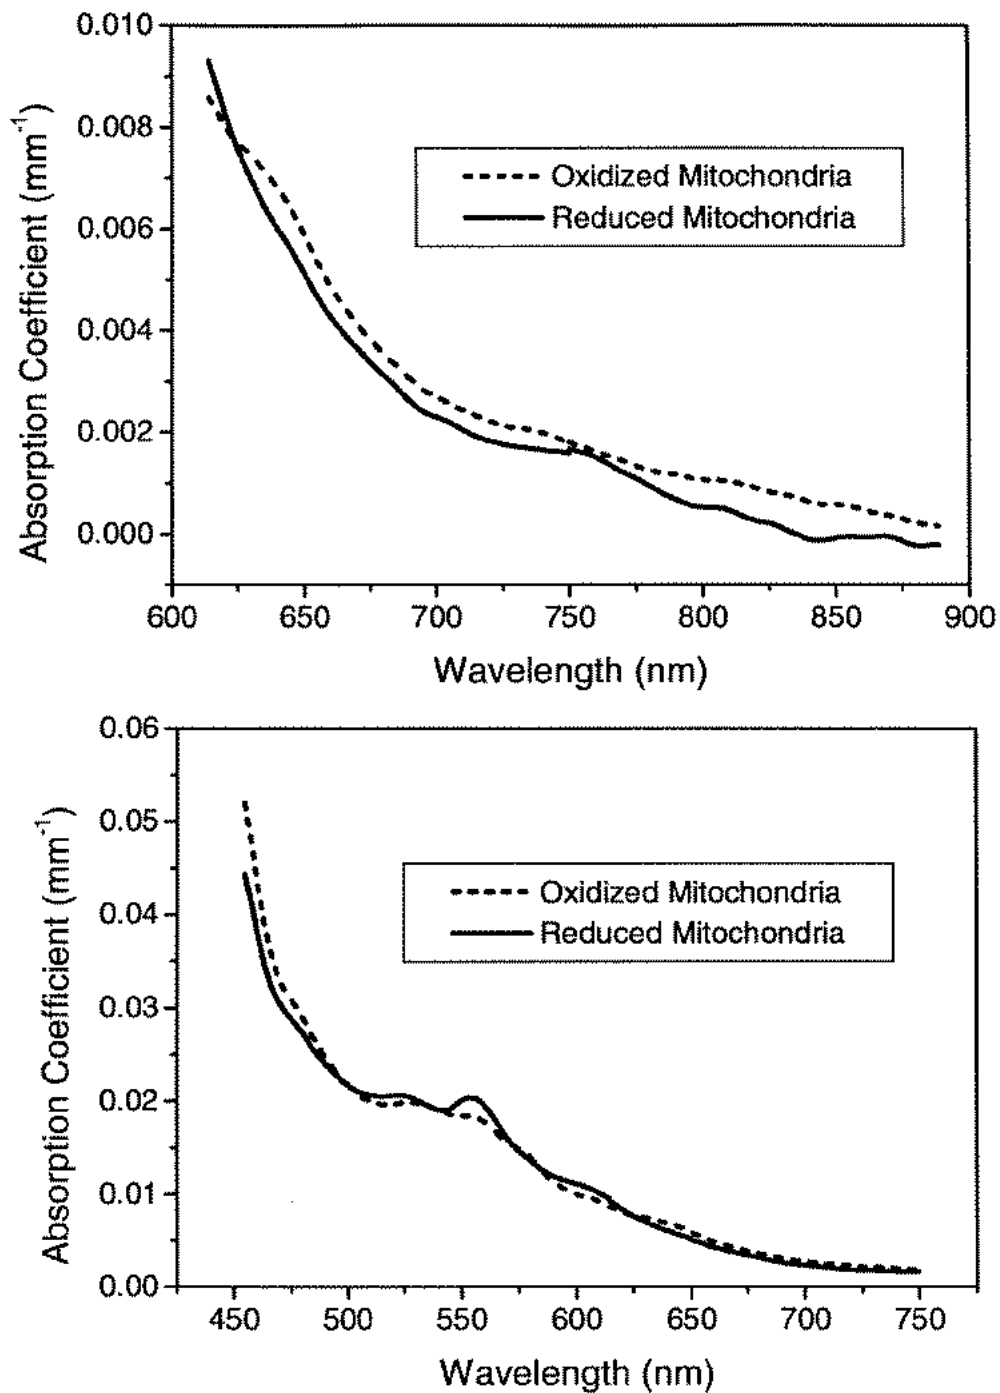 0.010
0.008
0.006
0.004
0.002
0.000
Absorption Coefficient (mm⁻¹)
Oxidized Mitochondria
Reduced Mitochondria
600 650 700 750 800 850 900
Wavelength (nm)
0.06
0.05
0.04
0.03
0.02
0.01
0.00
Absorption Coefficient (mm⁻¹)
Oxidized Mitochondria
Reduced Mitochondria
450 500 550 600 650 700 750
Wavelength (nm)